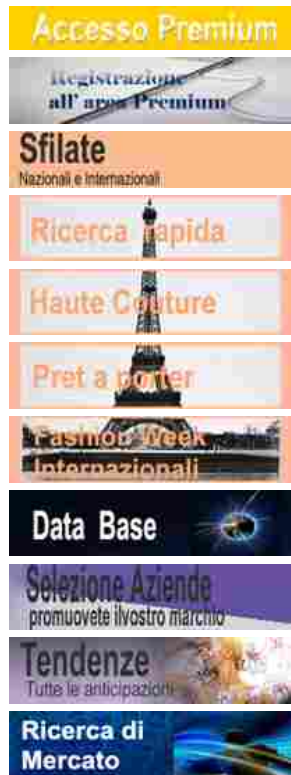 Accesso Premium
Registrazione
all' area Premium
Sfilate
Nazionali e Internazionali
Ricerca rapida
Haute Couture
Pret a porter
Fashion Week
Internazionali
Data Base
Selezione Aziende
promuovete ilvostro marchio
Tendenze
Tutte le anticipazioni
Ricerca di
Mercato